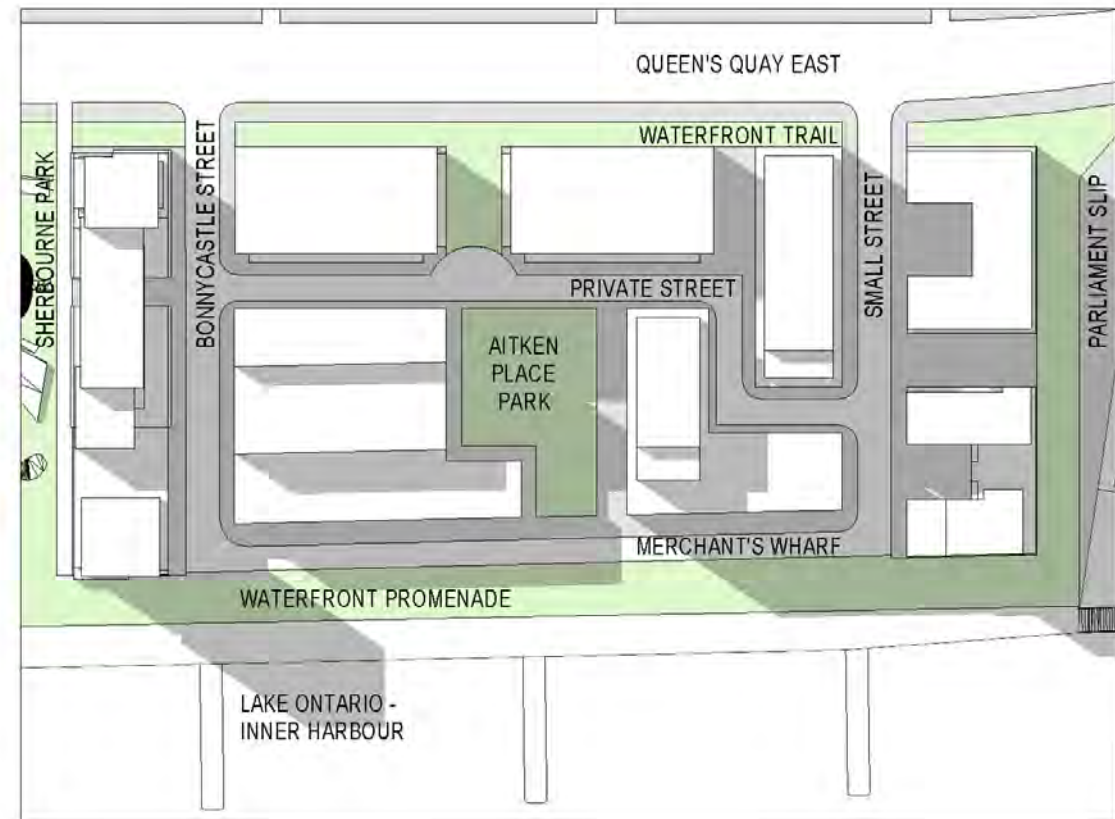 QUEEN'S QUAY EAST
WATERFRONT TRAIL
SHERBOURNE PARK
BONNYCASTLE STREET
SMALL STREET
PARLIAMENT SLIP
PRIVATE STREET
AITKEN
PLACE
PARK
MERCHANT'S WHARF
WATERFRONT PROMENADE
LAKE ONTARIO -
INNER HARBOUR